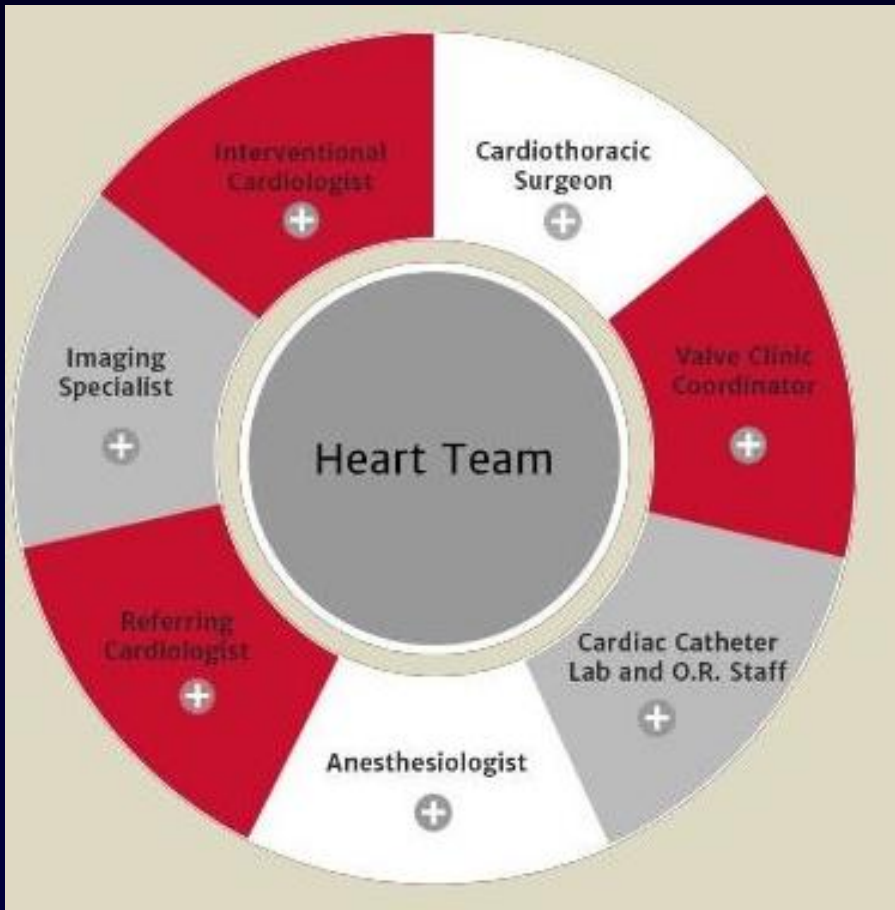 Interventional
Cardiologist
Cardiothoracic
Surgeon
Imaging
Specialist
Valve Clinic
Coordinator
Heart Team
Referring
Cardiologist
Cardiac Catheter
Lab and O.R. Staff
Anesthesiologist